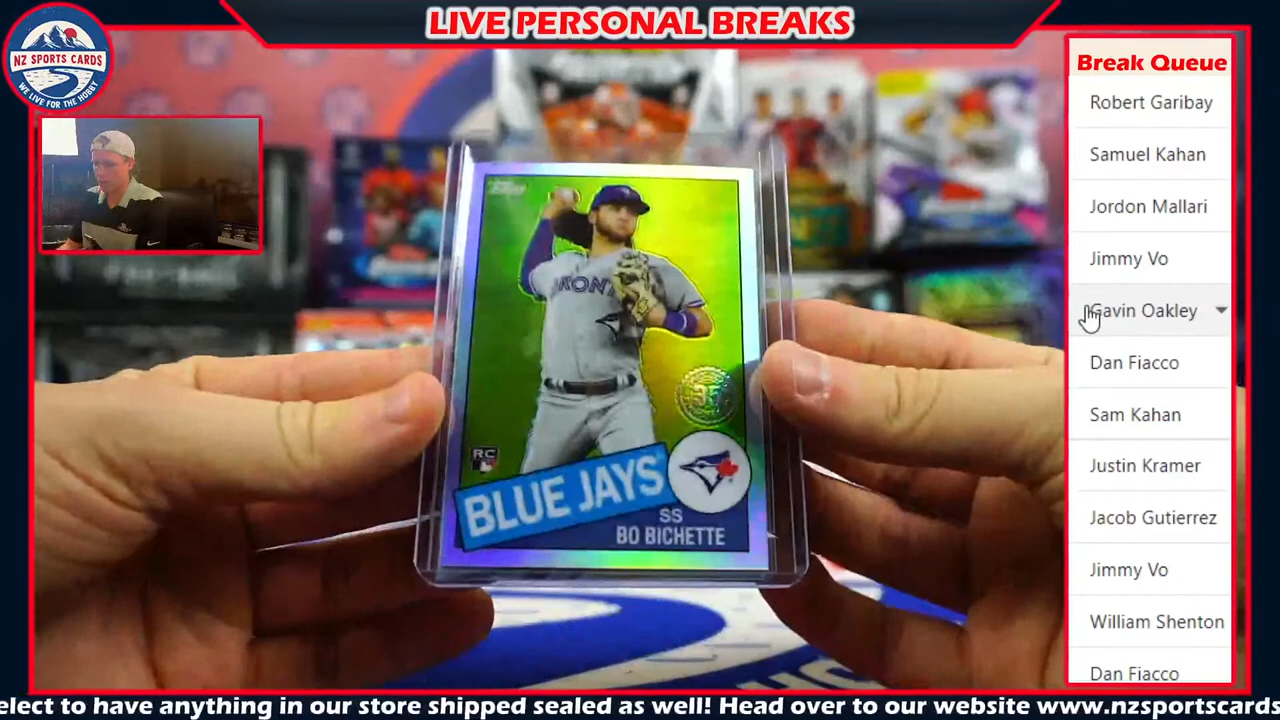 LIVE PERSONAL BREAKS
NZ SPORTS CARDS
WE LIVE FOR THE HOBBY
Break Queue
Robert Garibay
Samuel Kahan
Jordon Mallari
Jimmy Vo
Gavin Oakley
Dan Fiacco
Sam Kahan
Justin Kramer
Jacob Gutierrez
Jimmy Vo
William Shenton
Dan Fiacco
Topps
RC
BLUE JAYS
SS
BO BICHETTE
elect to have anything in our store shipped sealed as well! Head over to our website www.nzsportscards